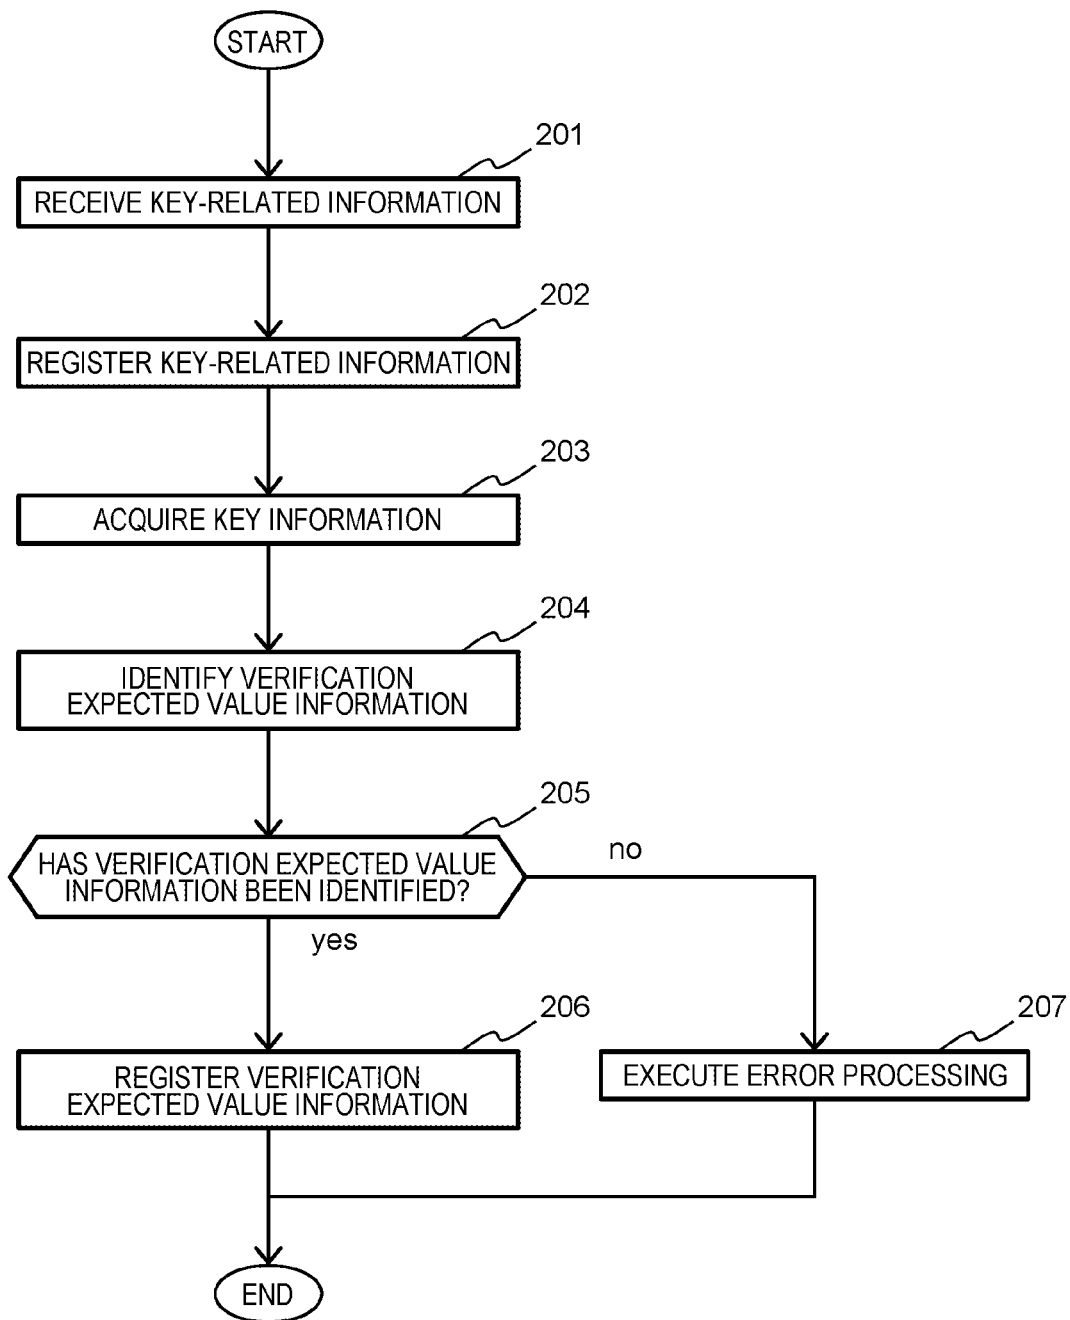 START
201
RECEIVE KEY-RELATED INFORMATION
202
REGISTER KEY-RELATED INFORMATION
203
ACQUIRE KEY INFORMATION
204
IDENTIFY VERIFICATION
EXPECTED VALUE INFORMATION
205
HAS VERIFICATION EXPECTED VALUE
INFORMATION BEEN IDENTIFIED?
no
yes
206
REGISTER VERIFICATION
EXPECTED VALUE INFORMATION
207
EXECUTE ERROR PROCESSING
END